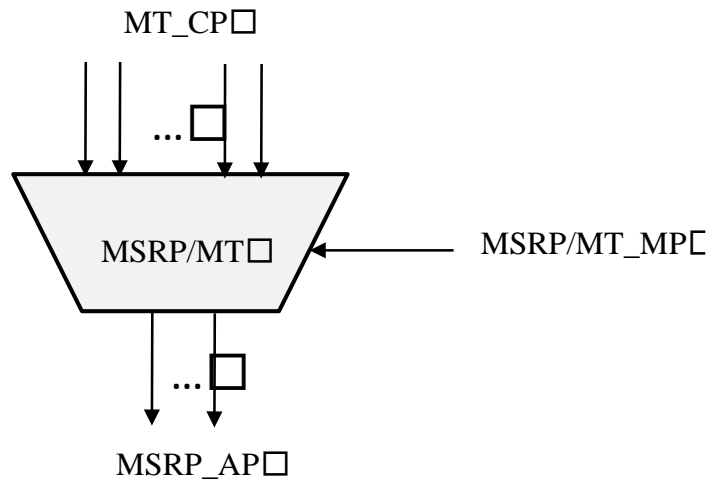 MT_CP□
... □
MSRP/MT□
MSRP/MT_MP□
... □
MSRP_AP□